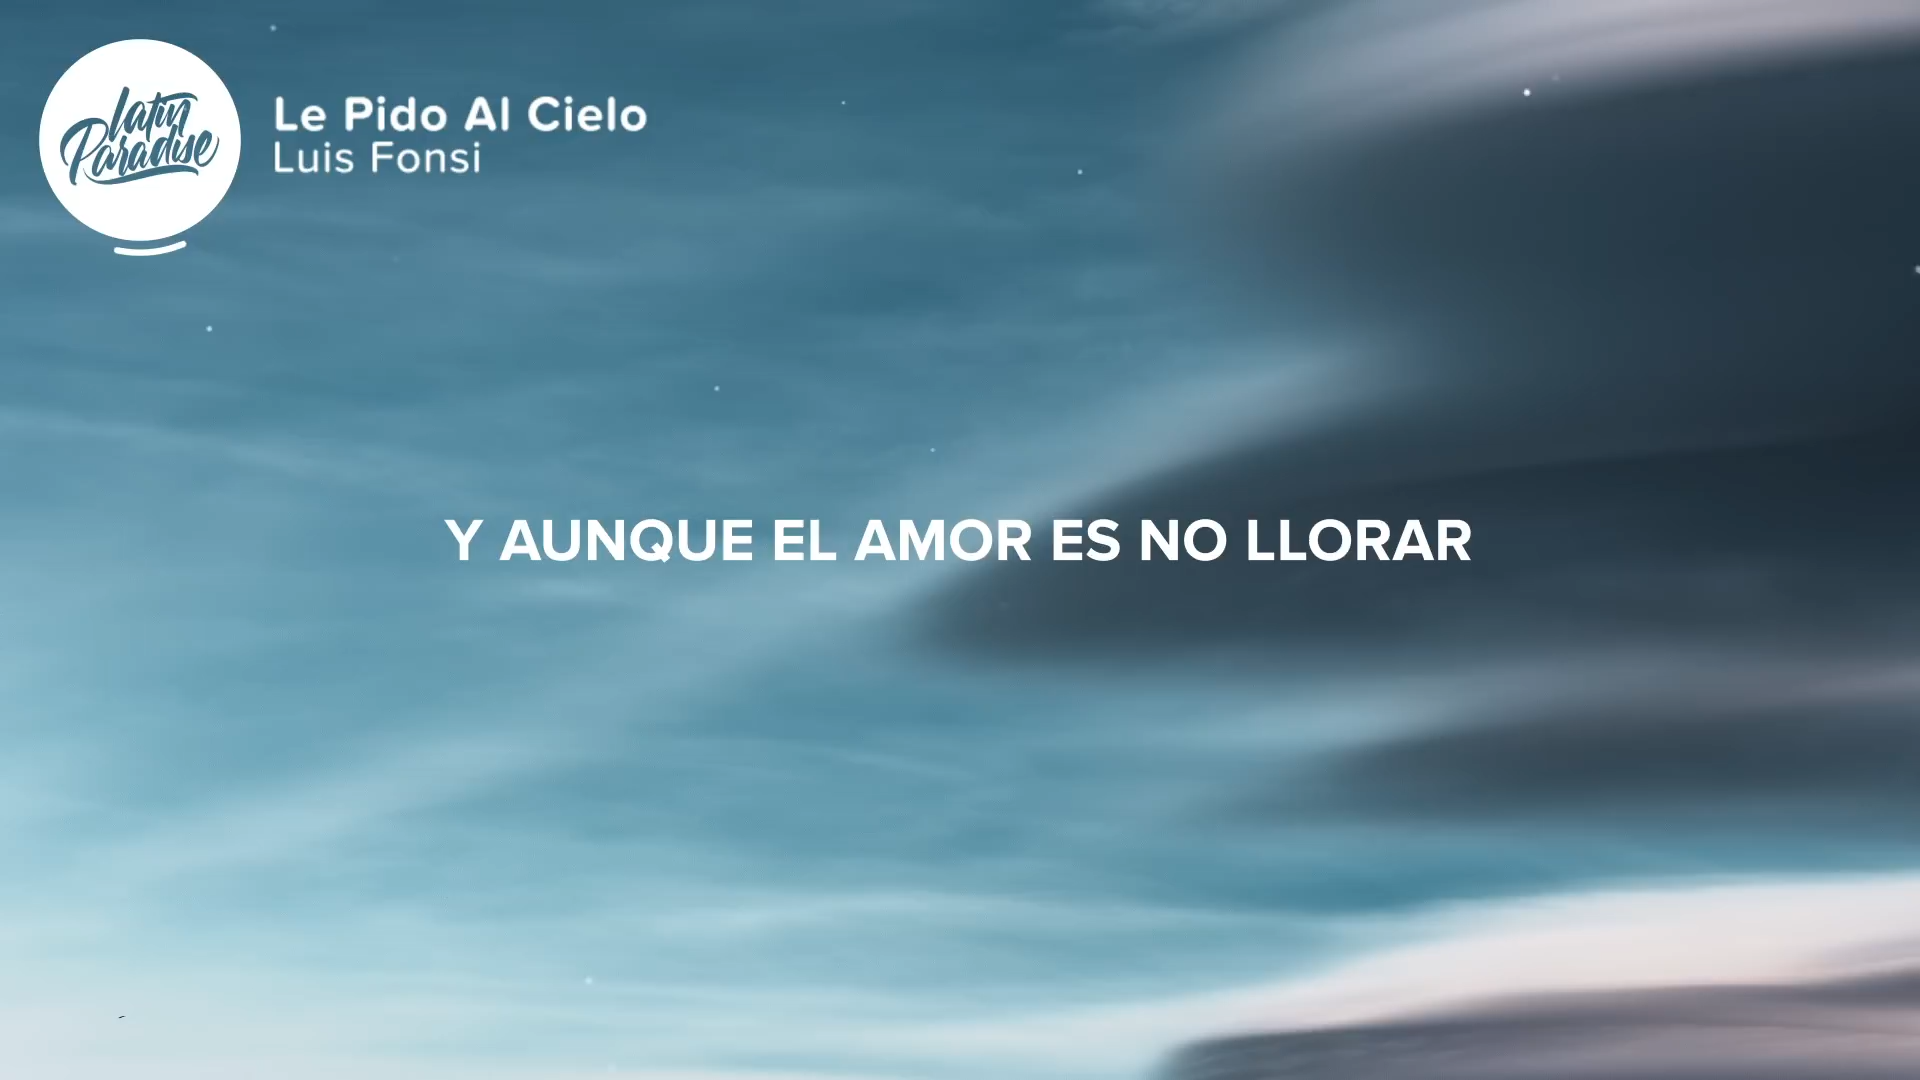 Latin
Paradise
Le Pido Al Cielo
Luis Fonsi
Y AUNQUE EL AMOR ES NO LLORAR